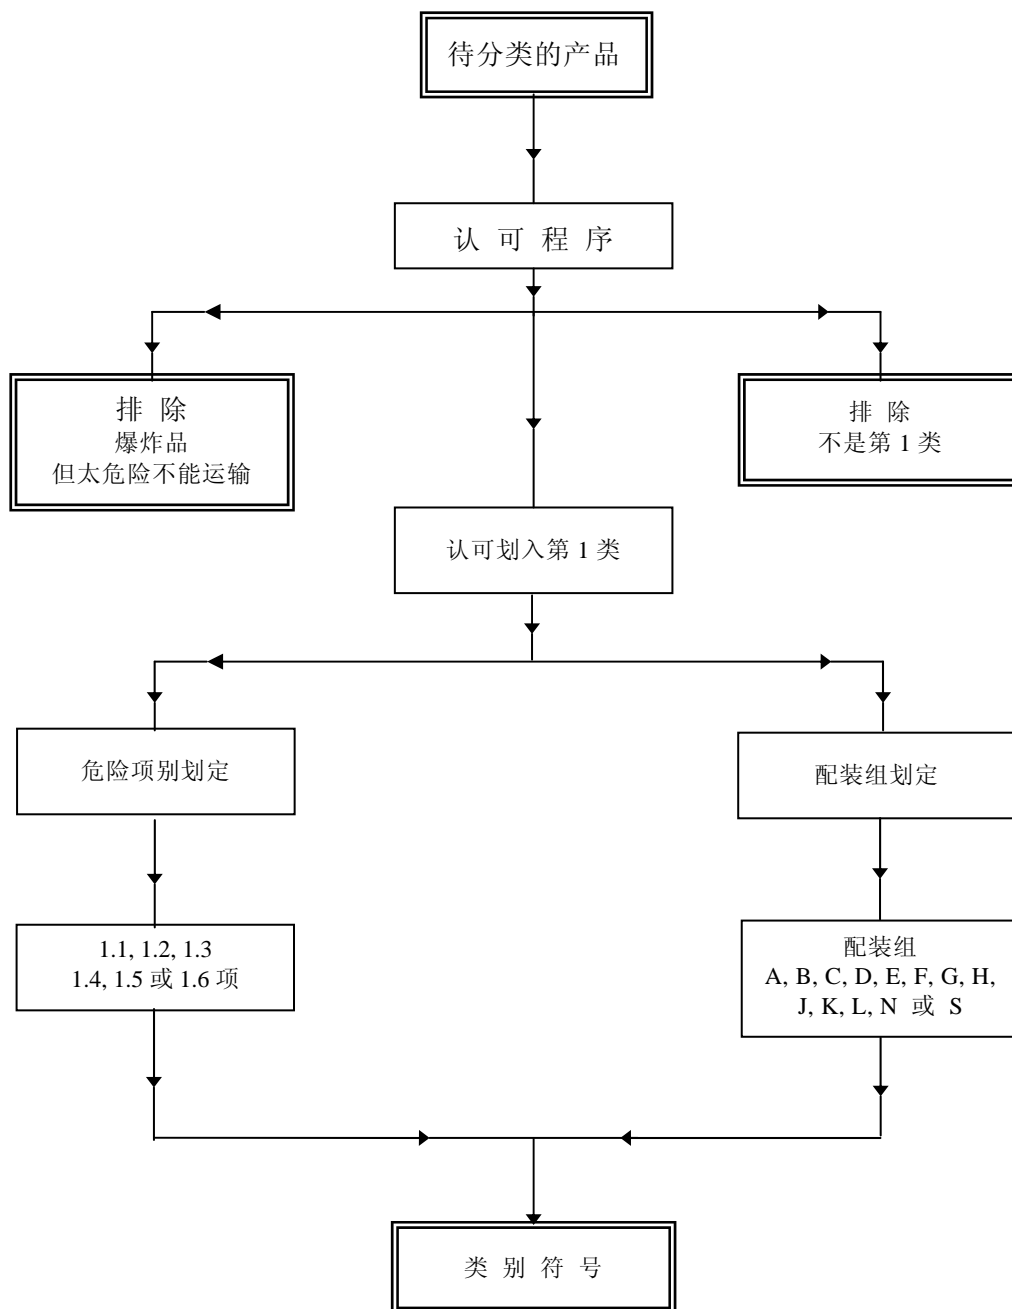 待分类的产品
认 可 程 序
排 除
爆炸品
但太危险不能运输
排 除
不是第 1 类
认可划入第 1 类
危险项别划定
配装组划定
1.1, 1.2, 1.3
1.4, 1.5 或 1.6 项
配装组
A, B, C, D, E, F, G, H,
J, K, L, N 或 S
类 别 符 号